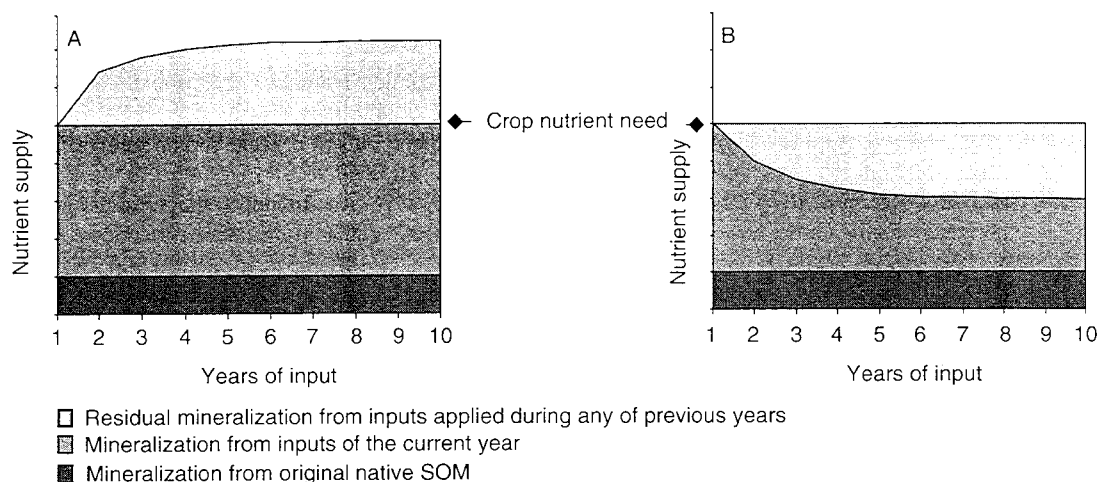 A
B
Nutrient supply
Crop nutrient need
Nutrient supply
1 2 3 4 5 6 7 8 9 10
1 2 3 4 5 6 7 8 9 10
Years of input
Years of input
Residual mineralization from inputs applied during any of previous years
Mineralization from inputs of the current year
Mineralization from original native SOM